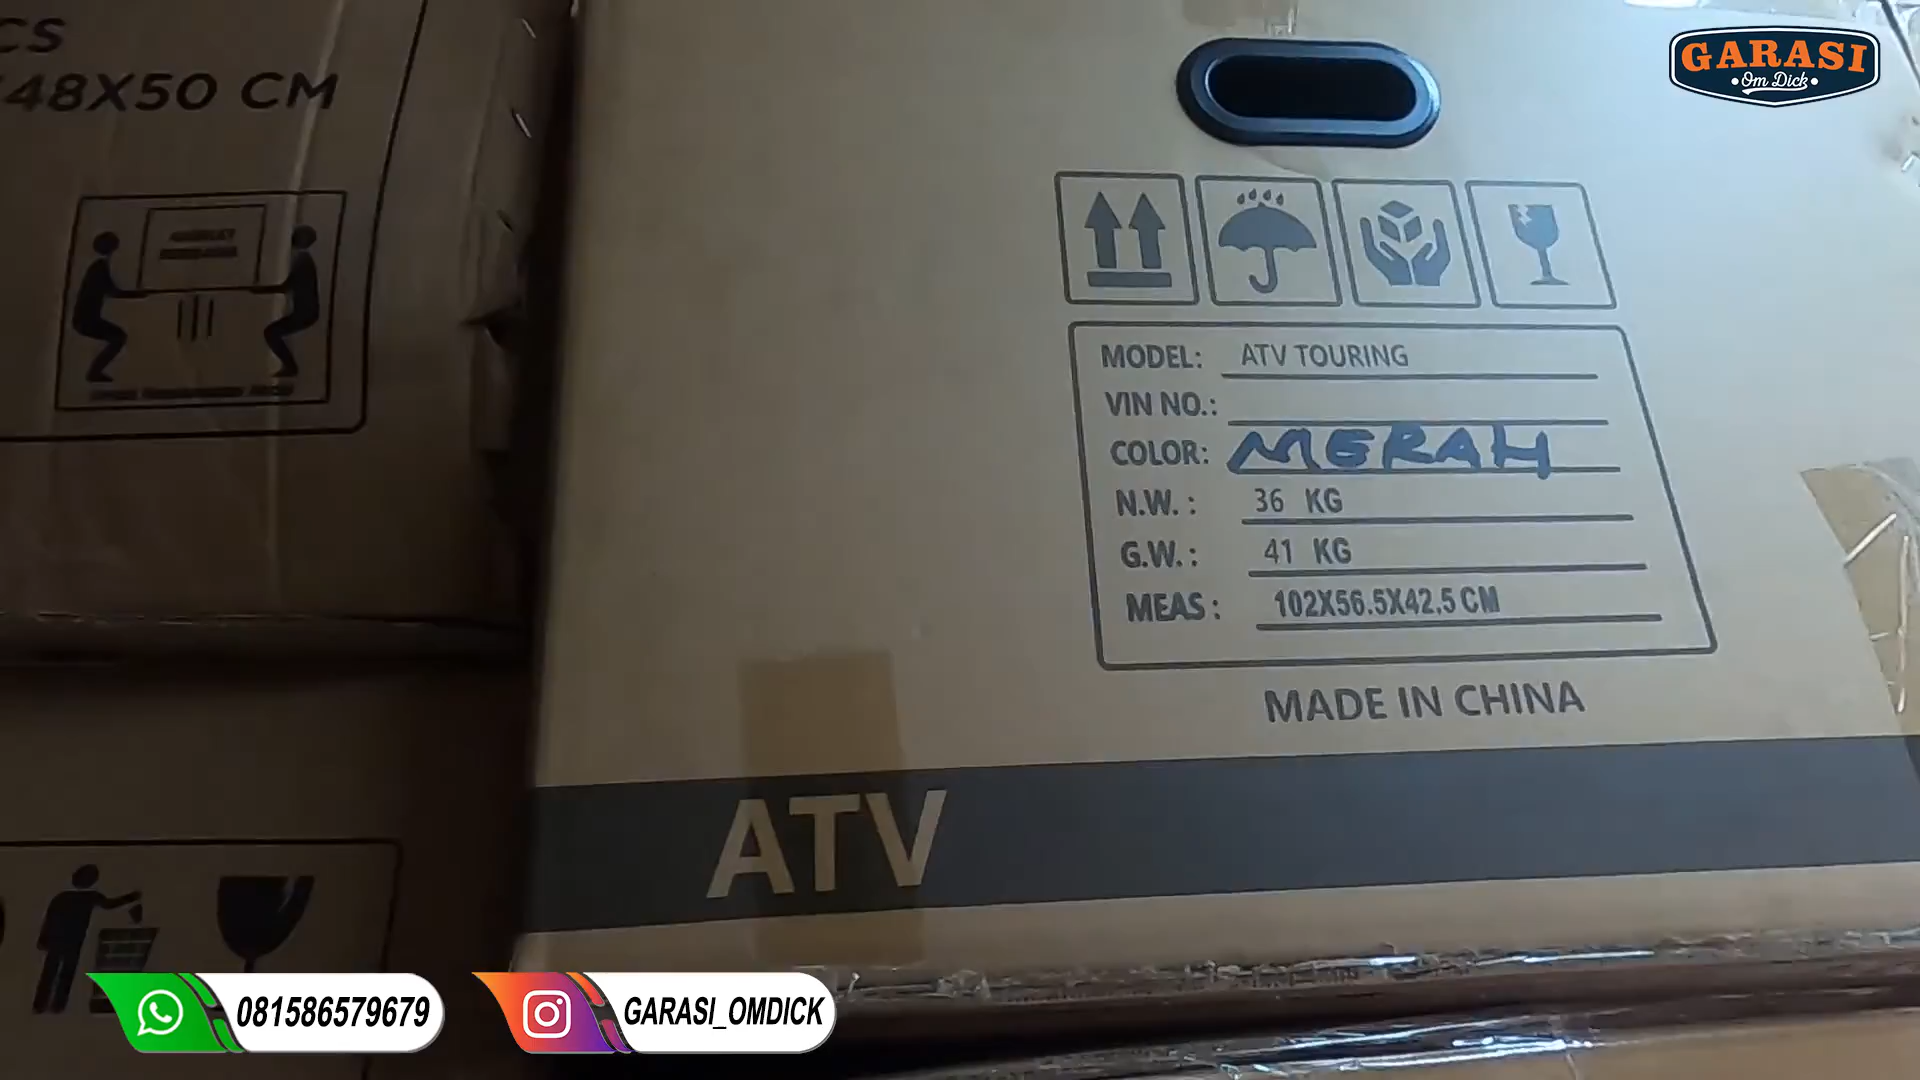 CS
48X50 CM
GARASI
Om Dick
MODEL: ATV TOURING
VIN NO.:
COLOR: MERAH
N.W. : 36 KG
G.W. : 41 KG
MEAS : 102X56.5X42.5 CM
MADE IN CHINA
ATV
081586579679
GARASI_OMDICK